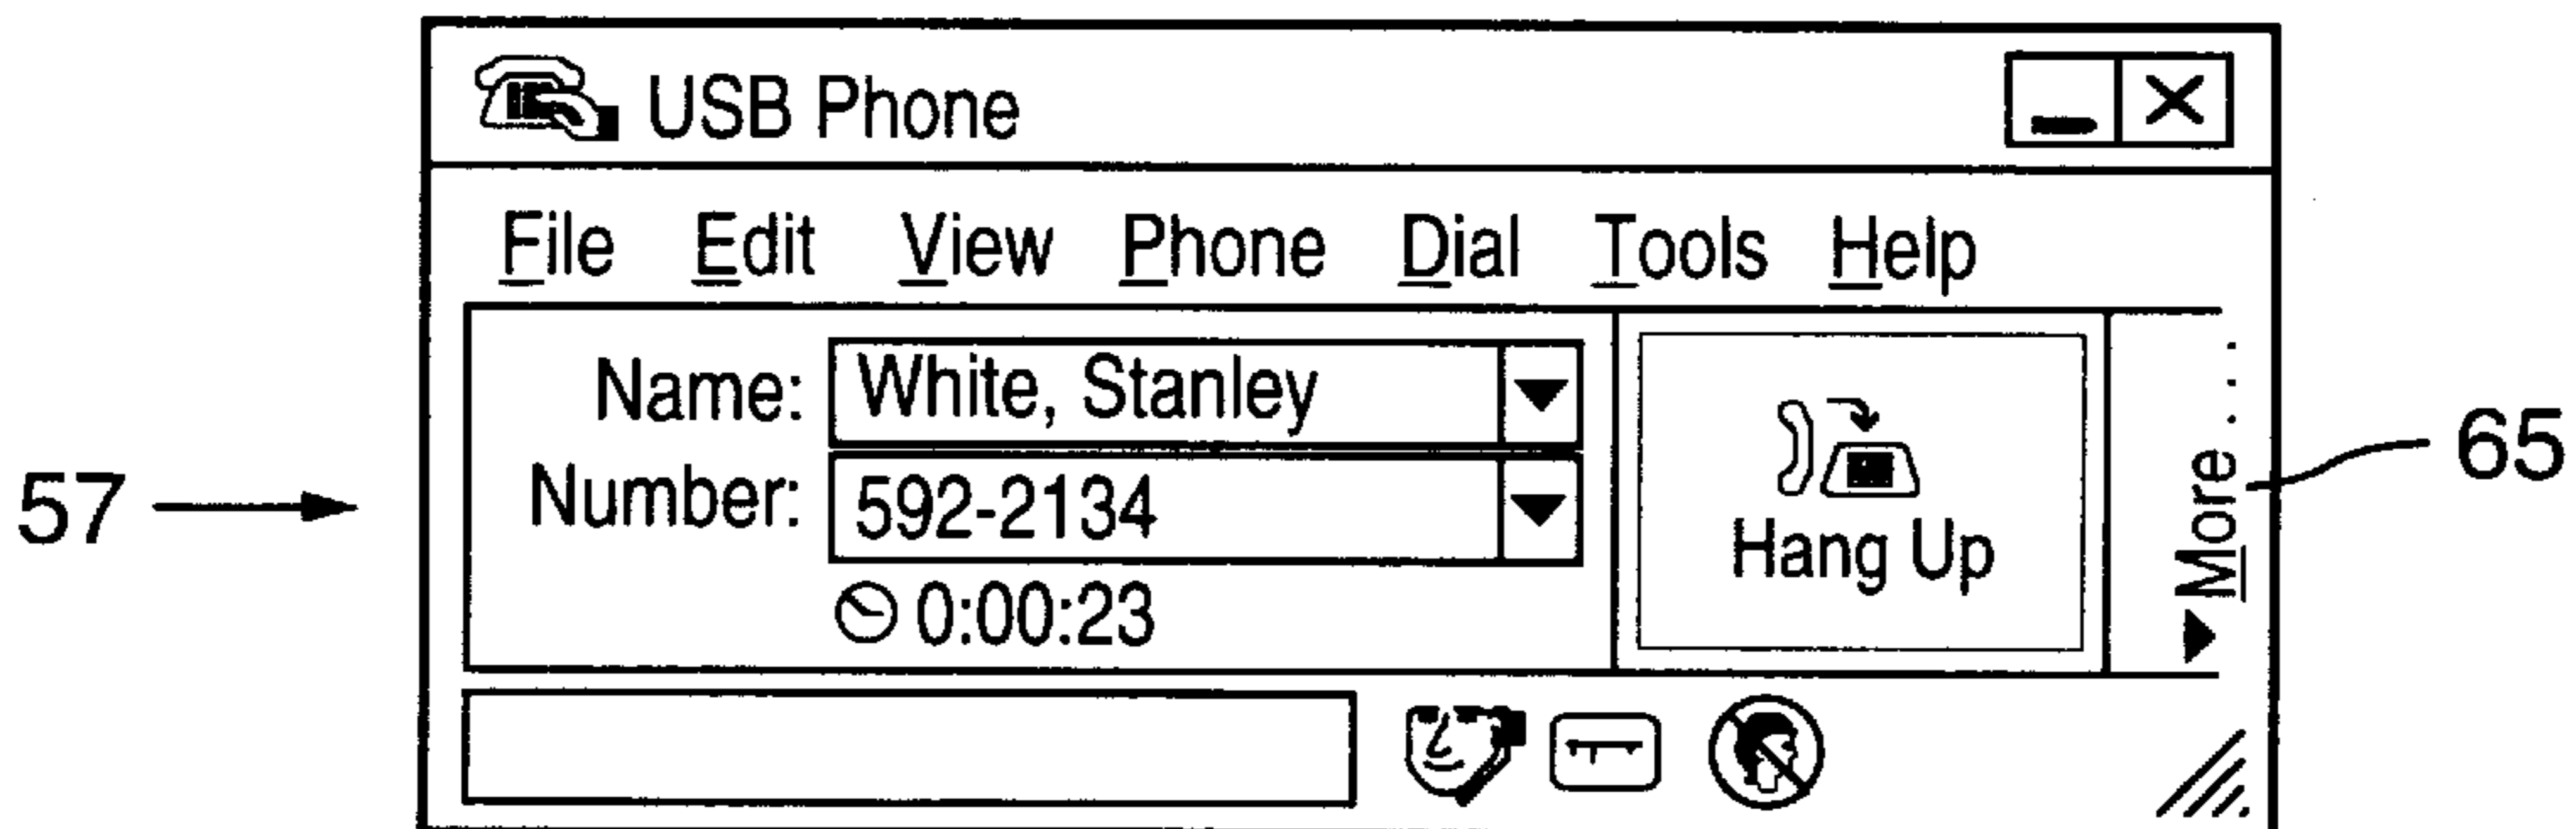 USB Phone
File Edit View Phone Dial Tools Help
Name: White, Stanley
Number: 592-2134
0:00:23
Hang Up
More ...
57
65